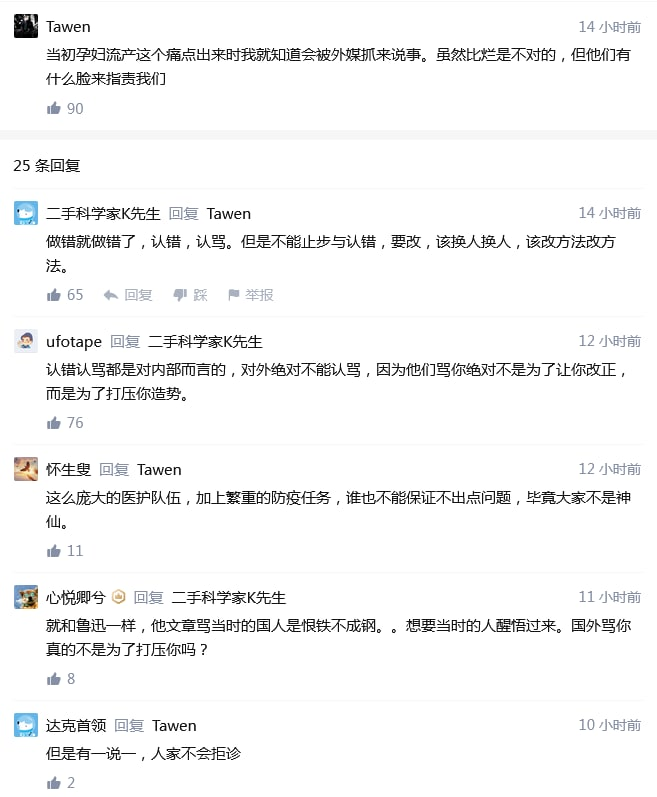 Tawen 14 小时前
当初孕妇流产这个痛点出来时我就知道会被外媒抓来说事。虽然比烂是不对的，但他们有
什么脸来指责我们
90
25 条回复
二手科学家K先生 回复 Tawen 14 小时前
做错就做错了，认错，认骂。但是不能止步与认错，要改，该换人换人，该改方法改方
法。
65 回复 踩 举报
ufotape 回复 二手科学家K先生 12 小时前
认错认骂都是对内部而言的，对外绝对不能认骂，因为他们骂你绝对不是为了让你改正，
而是为了打压你造势。
76
怀生叟 回复 Tawen 12 小时前
这么庞大的医护队伍，加上繁重的防疫任务，谁也不能保证不出点问题，毕竟大家不是神
仙。
11
心悦卿兮 回复 二手科学家K先生 11 小时前
就和鲁迅一样，他文章骂当时的国人是恨铁不成钢。。想要当时的人醒悟过来。国外骂你
真的不是为了打压你吗？
8
达克首领 回复 Tawen 10 小时前
但是有一说一，人家不会拒诊
2